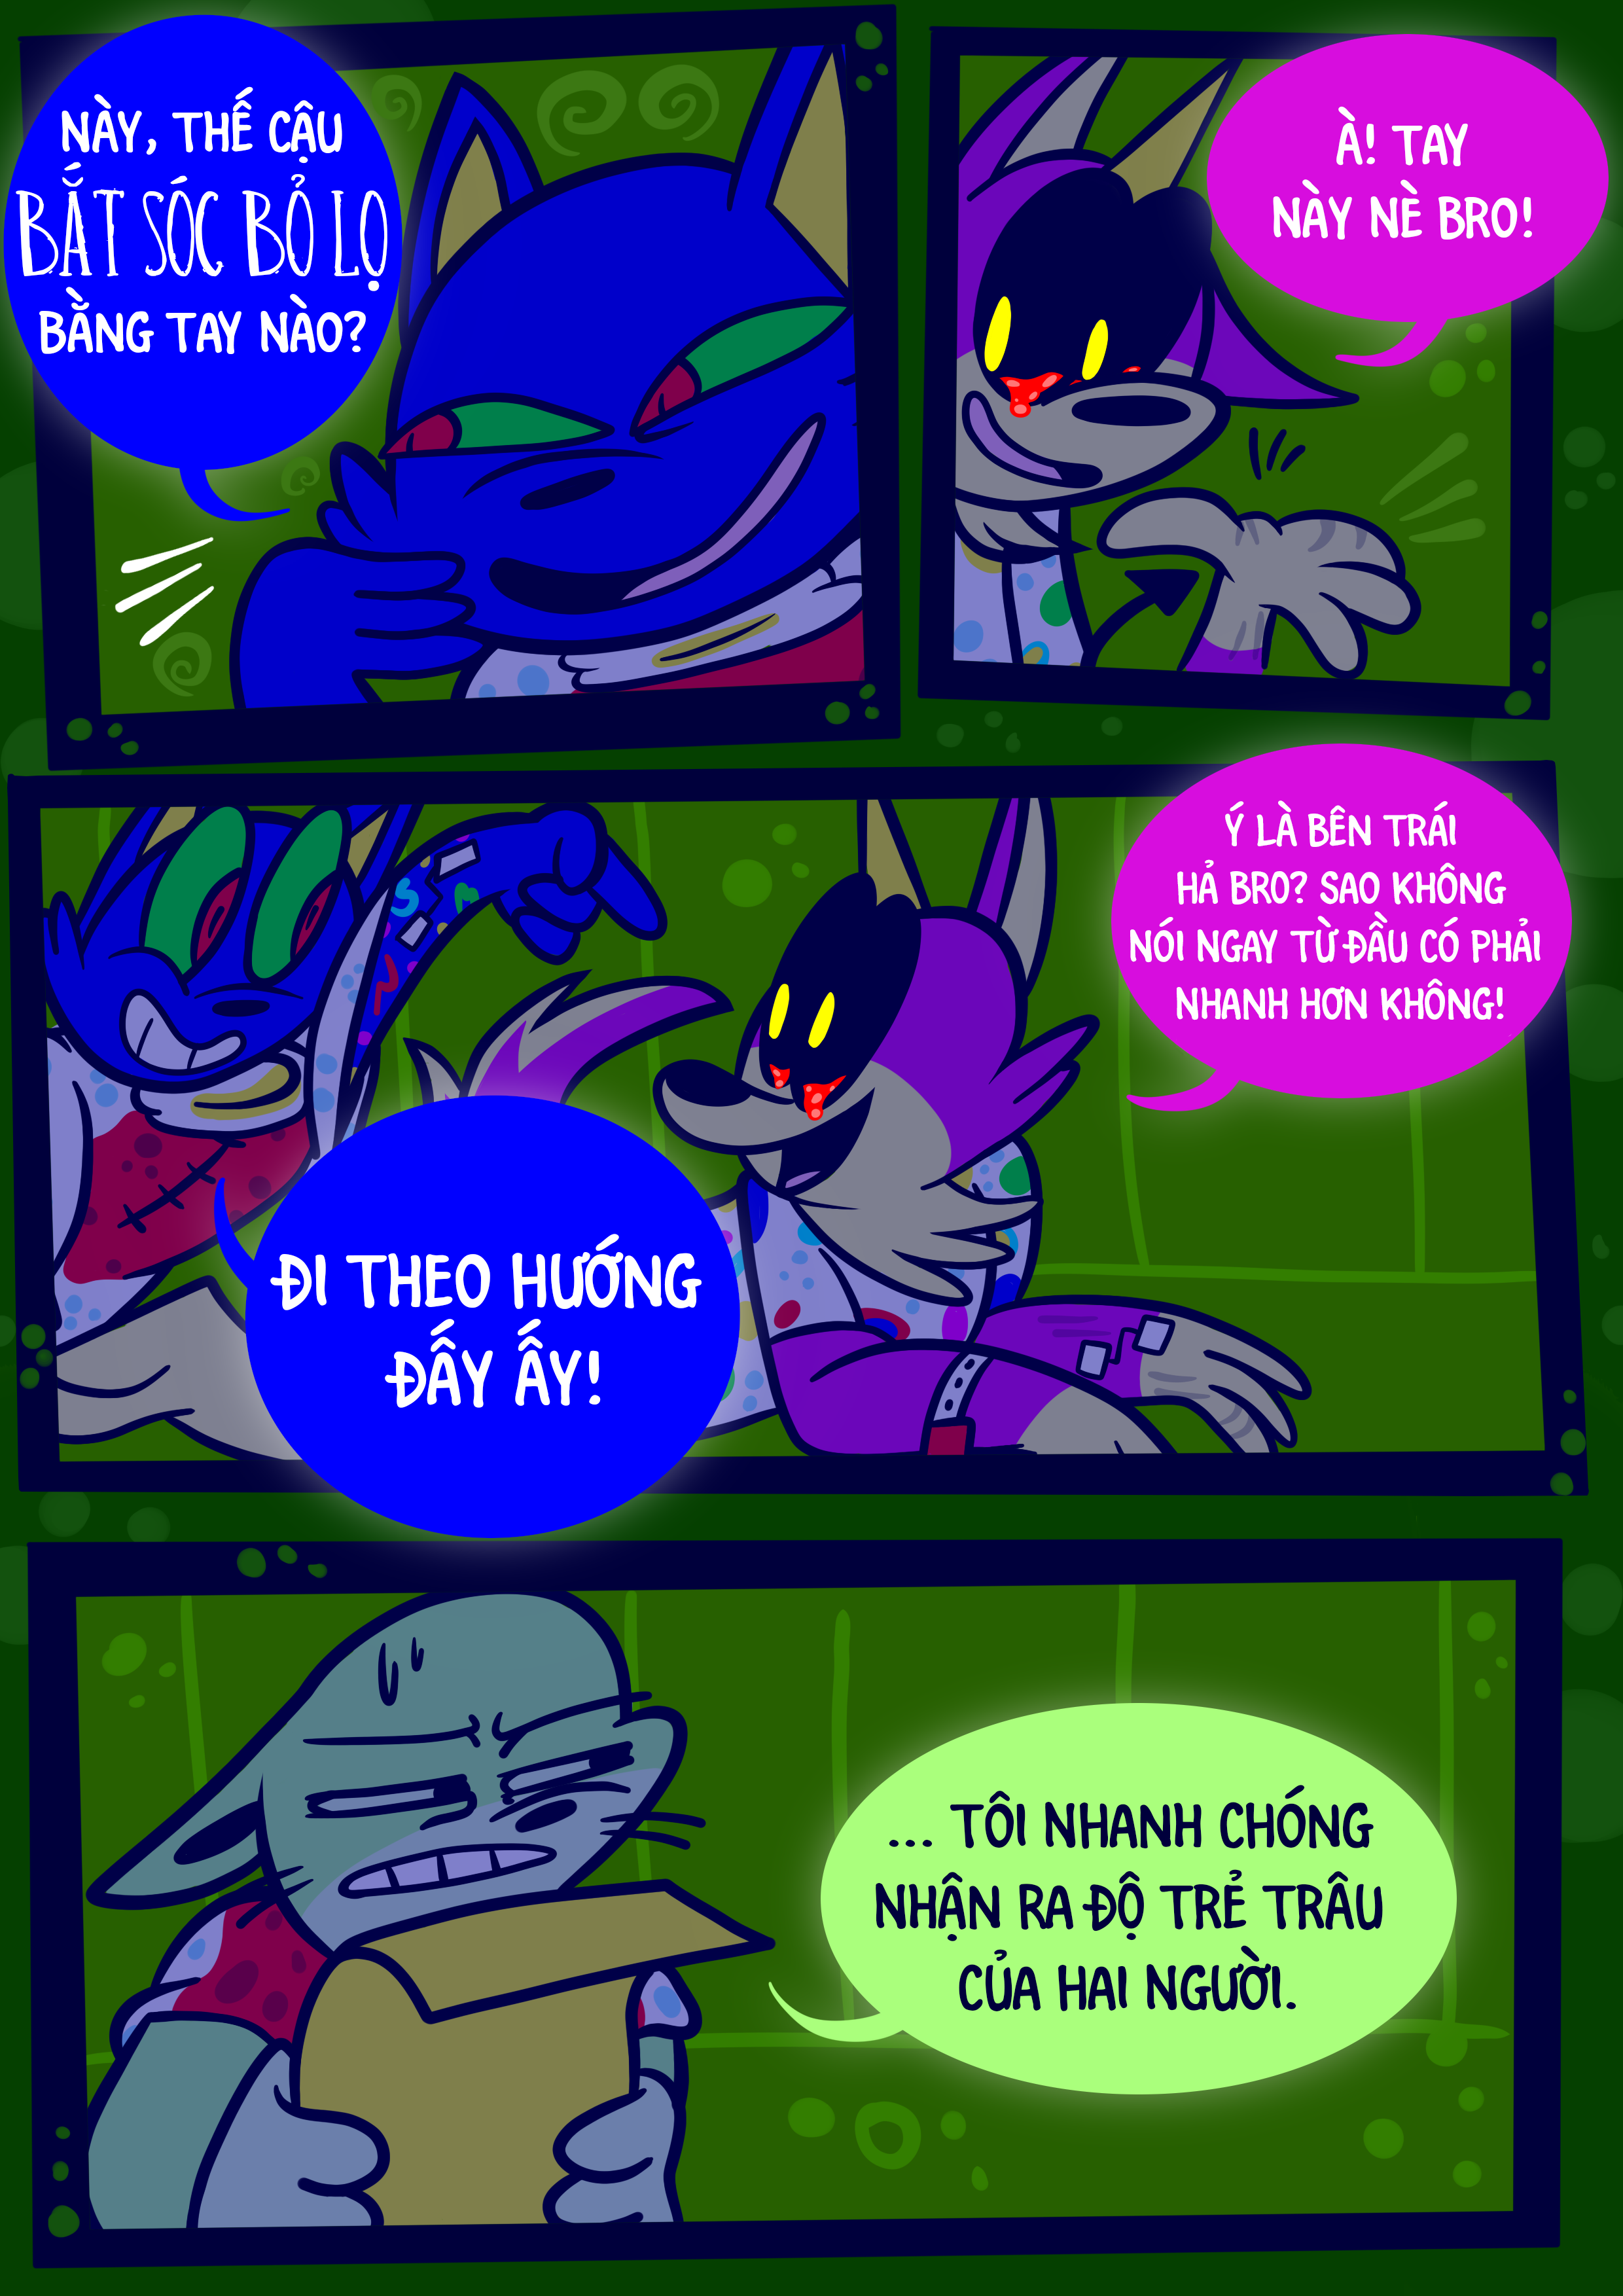 NÀY, THẾ CẬU
BẮT SÓC BỎ LỌ
BẰNG TAY NÀO?
À! TAY
NÀY NÈ BRO!
Ý LÀ BÊN TRÁI
HẢ BRO? SAO KHÔNG
NÓI NGAY TỪ ĐẦU CÓ PHẢI
NHANH HƠN KHÔNG!
ĐI THEO HƯỚNG
ĐẤY ẤY!
... TÔI NHANH CHÓNG
NHẬN RA ĐỘ TRẺ TRÂU
CỦA HAI NGƯỜI.